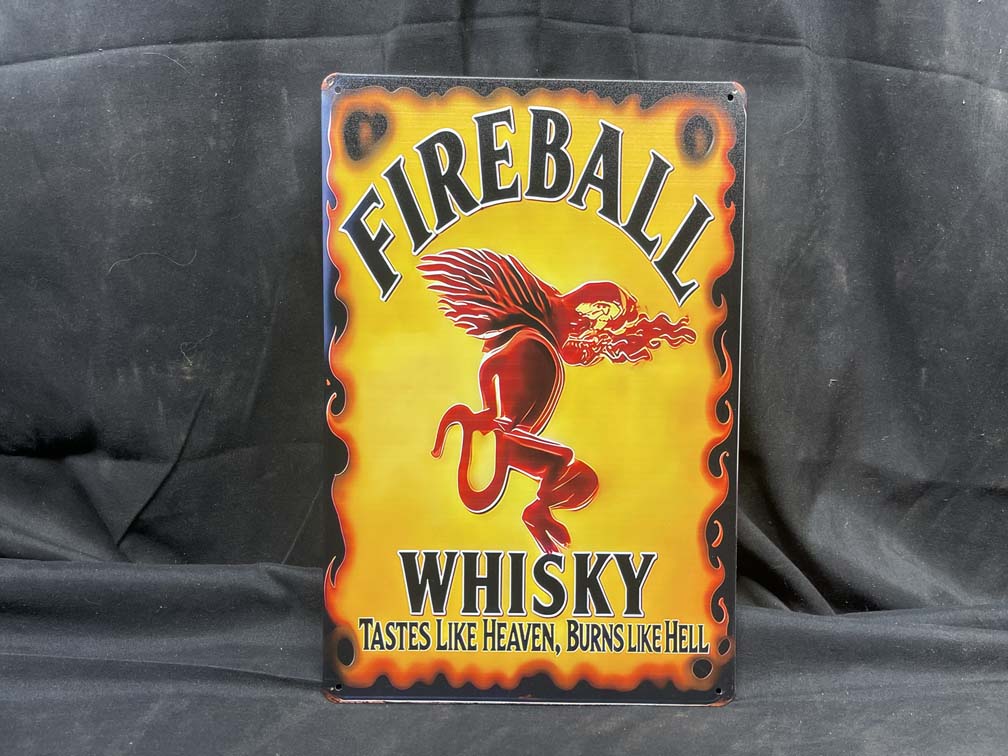 FIREBALL
WHISKY
TASTES LIKE HEAVEN, BURNS LIKE HELL